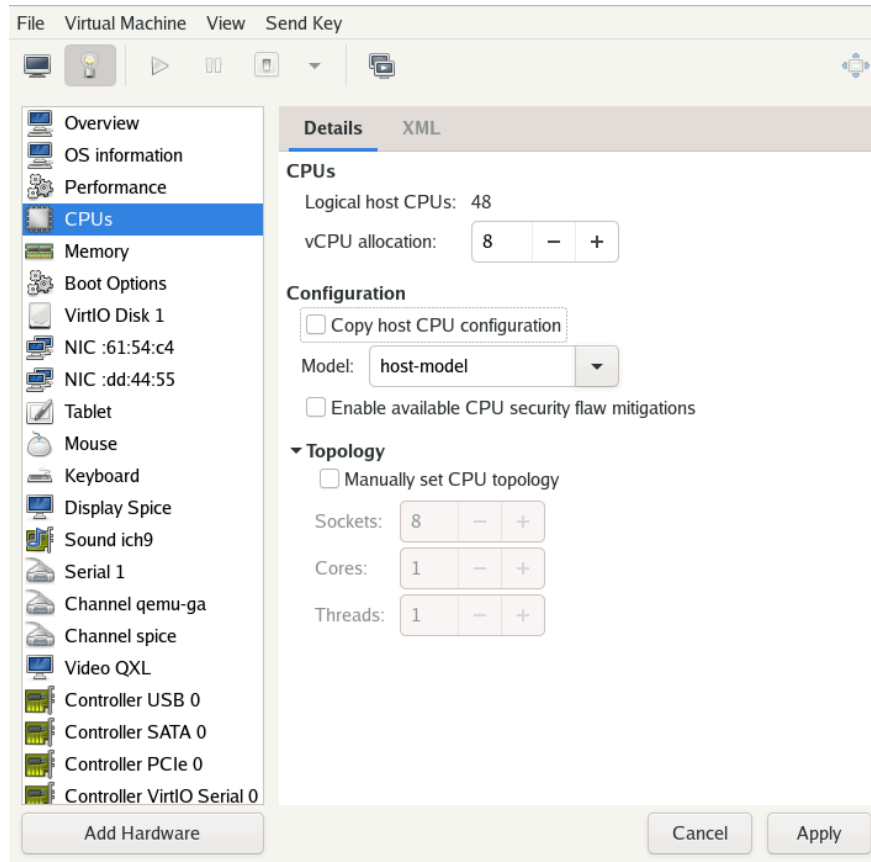 File Virtual Machine View Send Key
Overview
OS information
Performance
CPUs
Memory
Boot Options
VirtIO Disk 1
NIC :61:54:c4
NIC :dd:44:55
Tablet
Mouse
Keyboard
Display Spice
Sound ich9
Serial 1
Channel qemu-ga
Channel spice
Video QXL
Controller USB 0
Controller SATA 0
Controller PCIe 0
Controller VirtIO Serial 0
Add Hardware
Details XML
CPUs
Logical host CPUs: 48
vCPU allocation: 8
Configuration
Copy host CPU configuration
Model: host-model
Enable available CPU security flaw mitigations
Topology
Manually set CPU topology
Sockets: 8
Cores: 1
Threads: 1
Cancel Apply